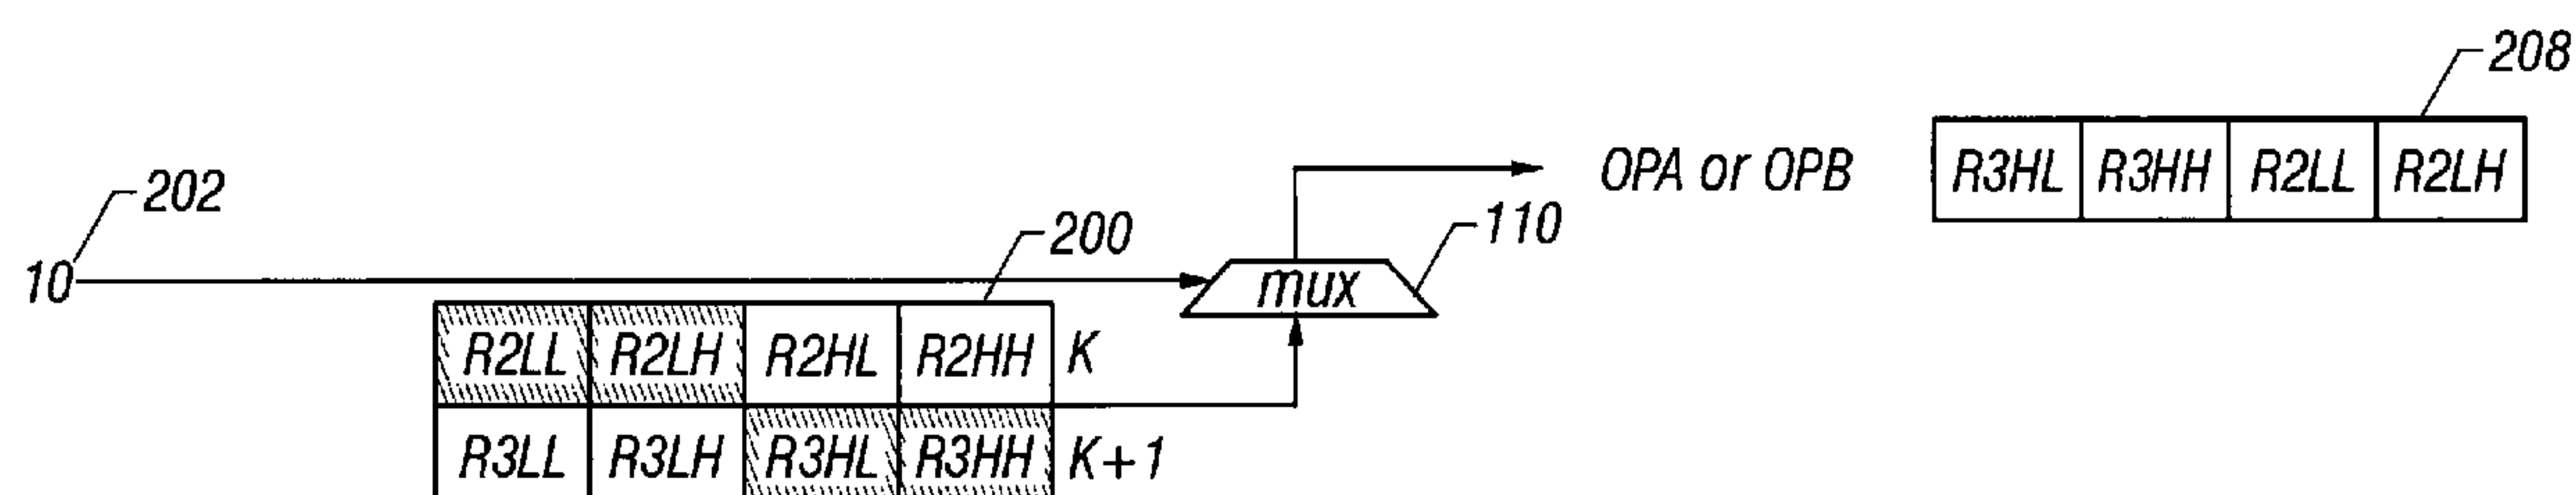 208
OPA or OPB R3HL R3HH R2LL R2LH
202
200
110
10
mux
R2LL R2LH R2HL R2HH K
R3LL R3LH R3HL R3HH K+1